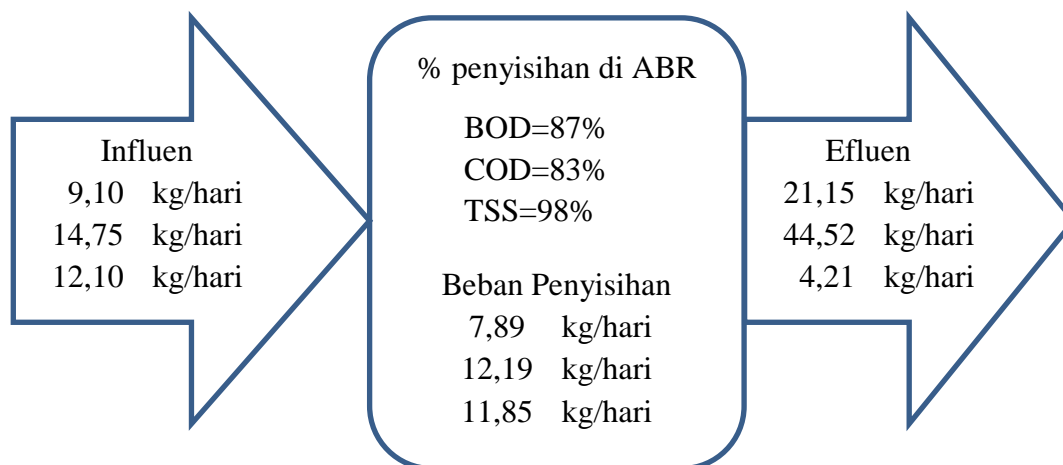 Influen
9,10 kg/hari
14,75 kg/hari
12,10 kg/hari
% penyisihan di ABR
BOD=87%
COD=83%
TSS=98%
Beban Penyisihan
7,89 kg/hari
12,19 kg/hari
11,85 kg/hari
Efluen
21,15 kg/hari
44,52 kg/hari
4,21 kg/hari